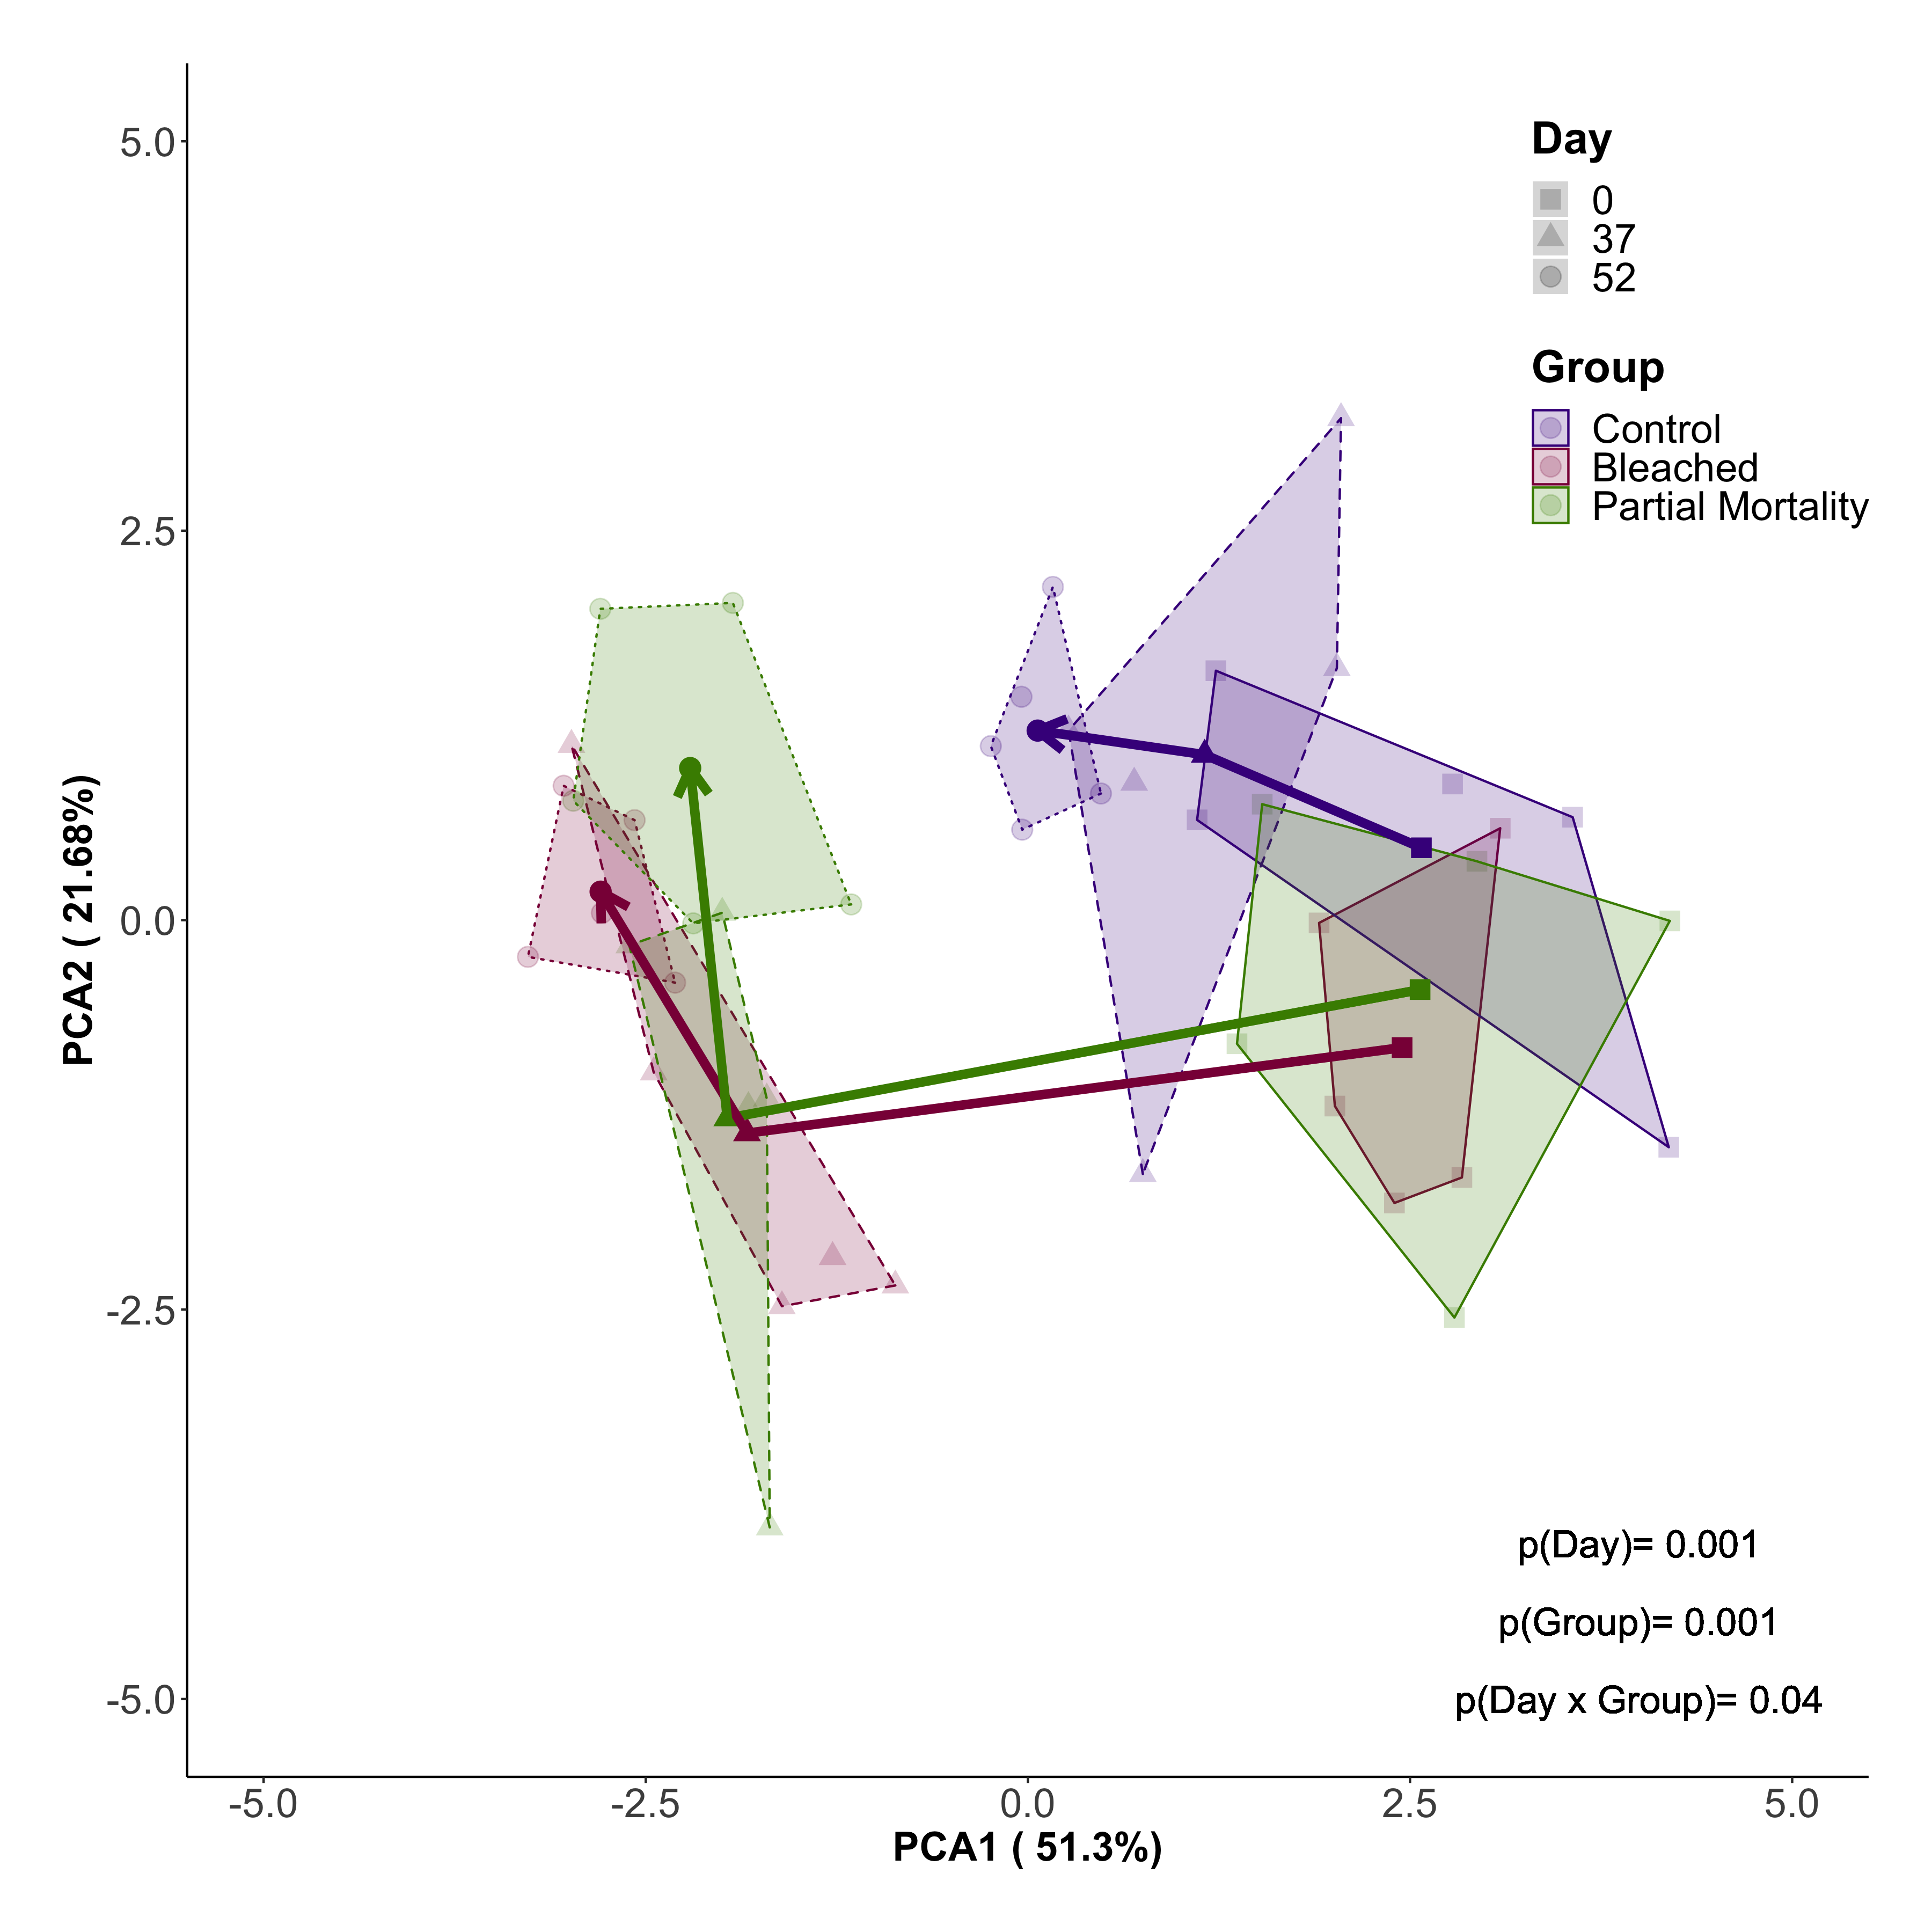 Day
0
37
52
Group
Control
Bleached
Partial Mortality
5.0
2.5
0.0
-2.5
-5.0
PCA2 ( 21.68%)
p(Day)= 0.001
p(Group)= 0.001
p(Day x Group)= 0.04
-5.0
-2.5
0.0
2.5
5.0
PCA1 ( 51.3%)